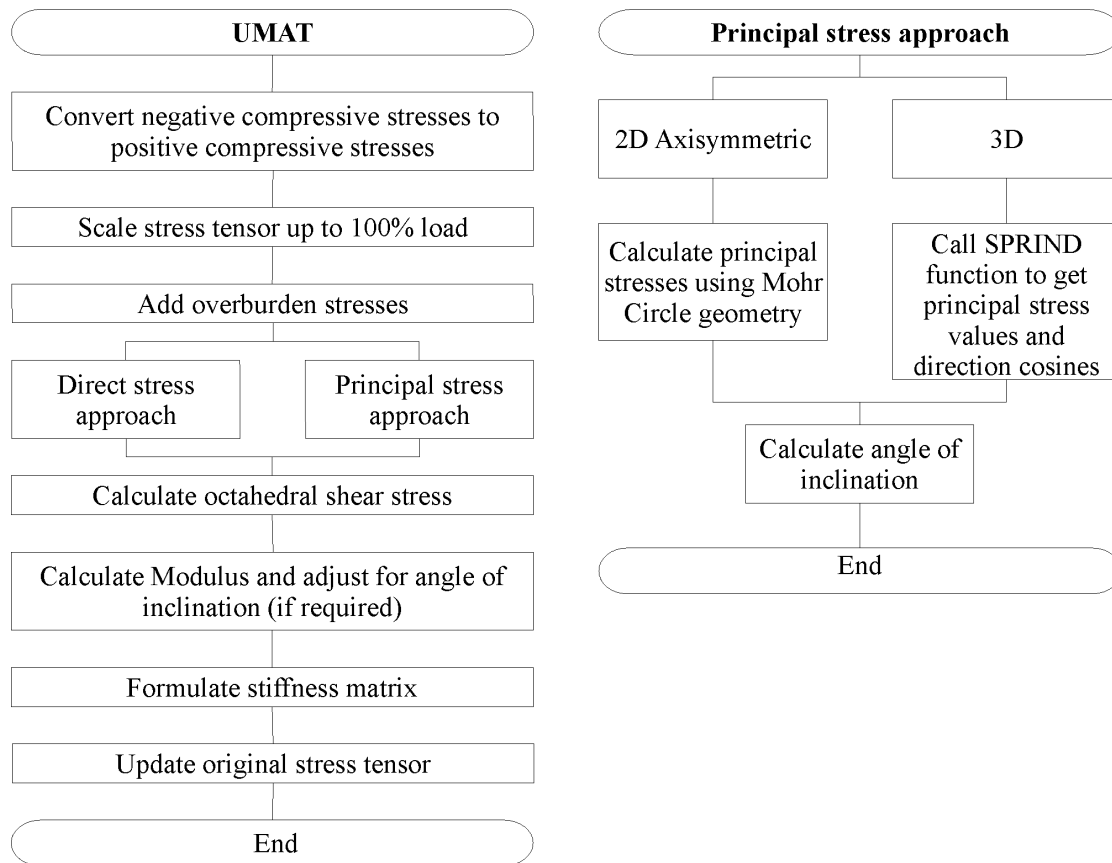 UMAT
Convert negative compressive stresses to
positive compressive stresses
Scale stress tensor up to 100% load
Add overburden stresses
Direct stress
approach
Principal stress
approach
Calculate octahedral shear stress
Calculate Modulus and adjust for angle of
inclination (if required)
Formulate stiffness matrix
Update original stress tensor
End
Principal stress approach
2D Axisymmetric
3D
Calculate principal
stresses using Mohr
Circle geometry
Call SPRIND
function to get
principal stress
values and
direction cosines
Calculate angle of
inclination
End